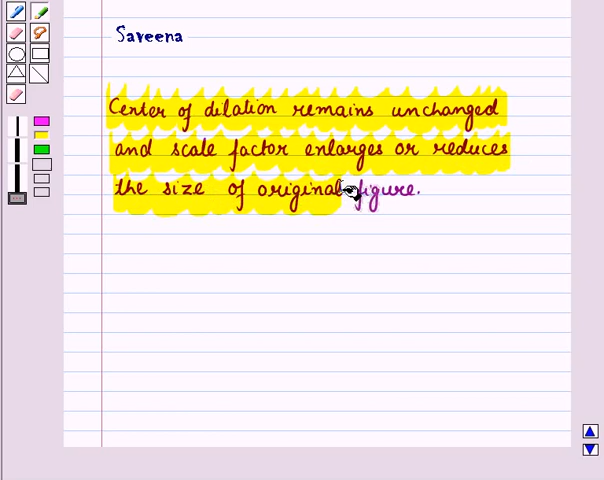 Saveena
Center of dilation remains unchanged
and scale factor enlarges or reduces
the size of original figure.